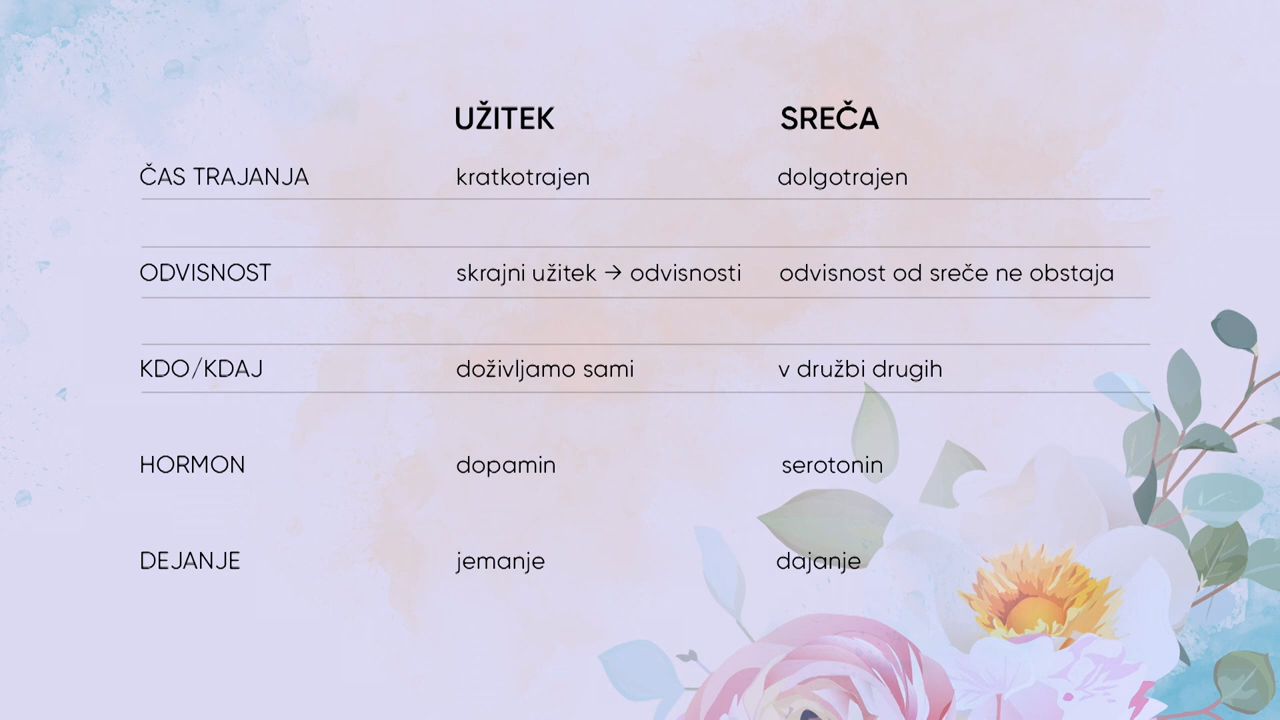 UŽITEK SREČA
ČAS TRAJANJA kratkotrajen dolgotrajen
ODVISNOST skrajni užitek → odvisnosti odvisnost od sreče ne obstaja
KDO/KDAJ doživljamo sami v družbi drugih
HORMON dopamin serotonin
DEJANJE jemanje dajanje